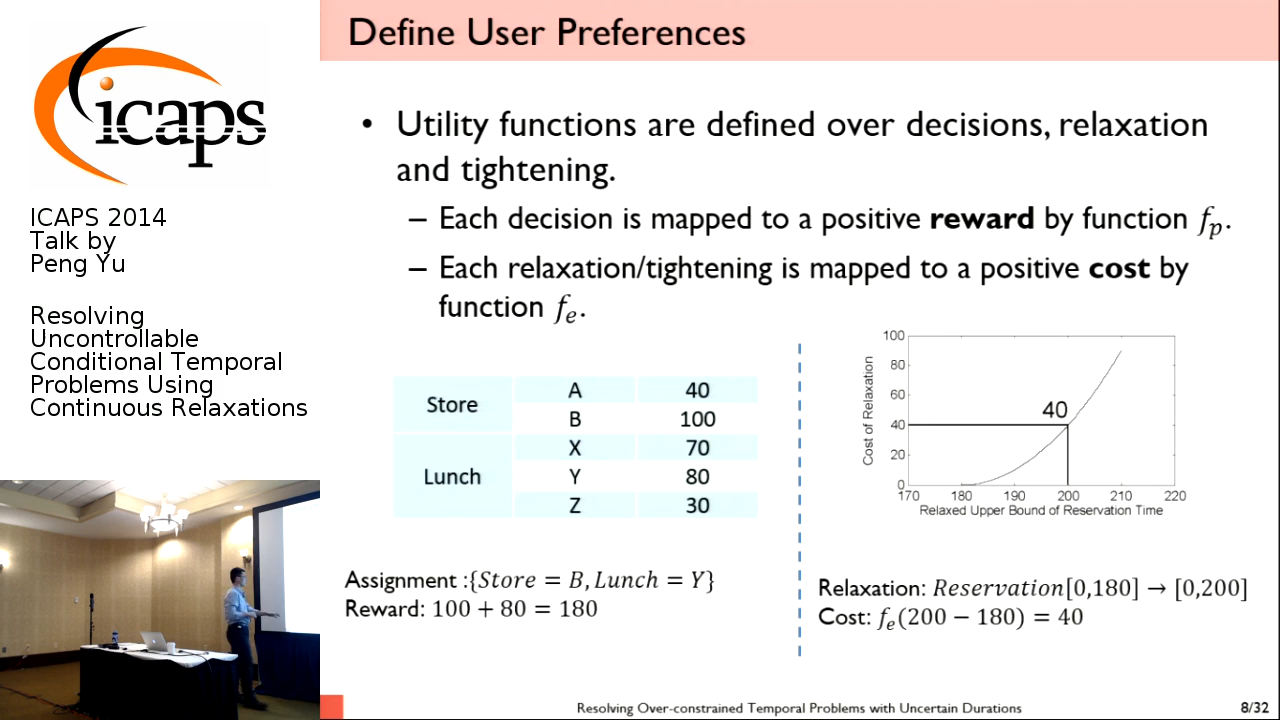 icaps
ICAPS 2014
Talk by
Peng Yu
Resolving
Uncontrollable
Conditional Temporal
Problems Using
Continuous Relaxations
Define User Preferences
• Utility functions are defined over decisions, relaxation
and tightening.
– Each decision is mapped to a positive reward by function fₚ.
– Each relaxation/tightening is mapped to a positive cost by
function fₑ.
Store
A 40
B 100
Lunch
X 70
Y 80
Z 30
Assignment :{Store = B, Lunch = Y}
Reward: 100 + 80 = 180
Cost of Relaxation
100
80
60
40
20
0
40
170 180 190 200 210 220
Relaxed Upper Bound of Reservation Time
Relaxation: Reservation[0,180] → [0,200]
Cost: fₑ(200 − 180) = 40
Resolving Over-constrained Temporal Problems with Uncertain Durations
8/32